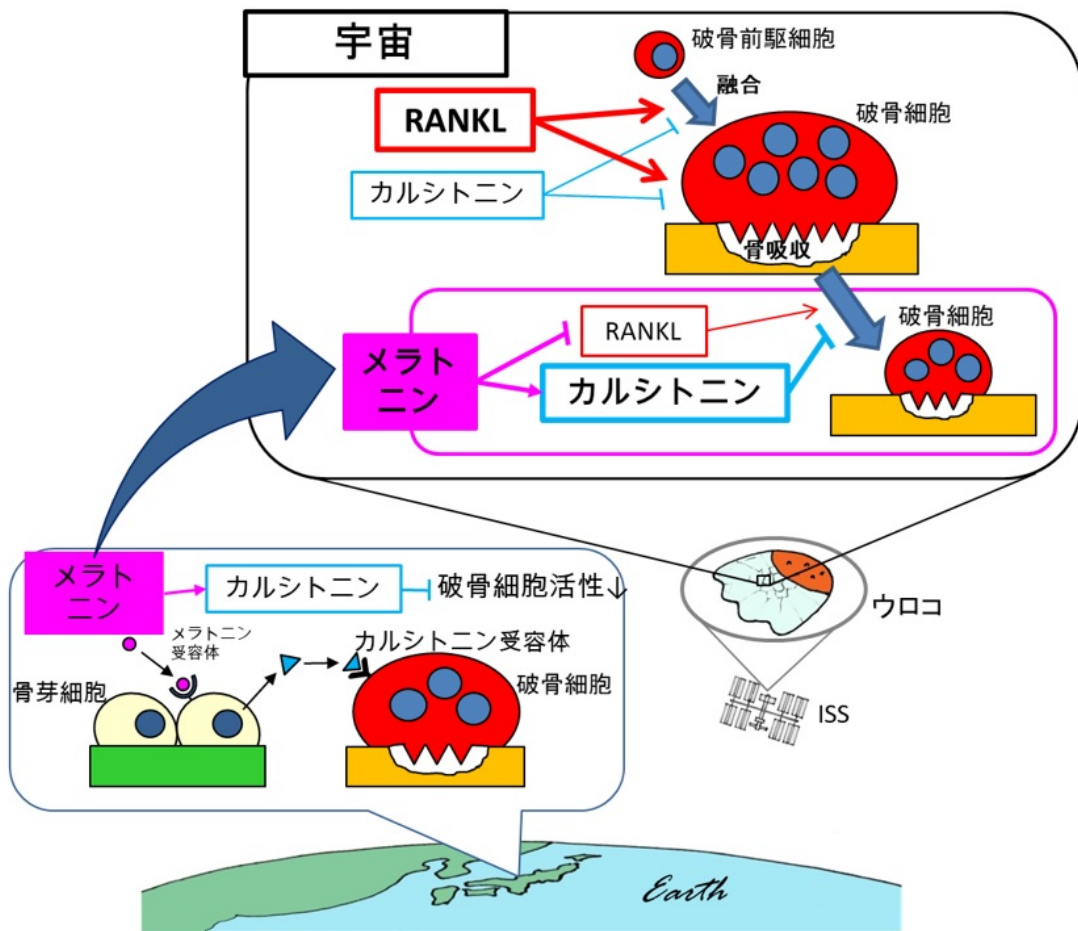 宇宙
破骨前駆細胞
融合
破骨細胞
RANKL
カルシトニン
骨吸収
破骨細胞
RANKL
メラト
ニン
カルシトニン
メラト
ニン
カルシトニン
破骨細胞活性↓
ウロコ
メラトニン
受容体
カルシトニン受容体
骨芽細胞
破骨細胞
ISS
Earth